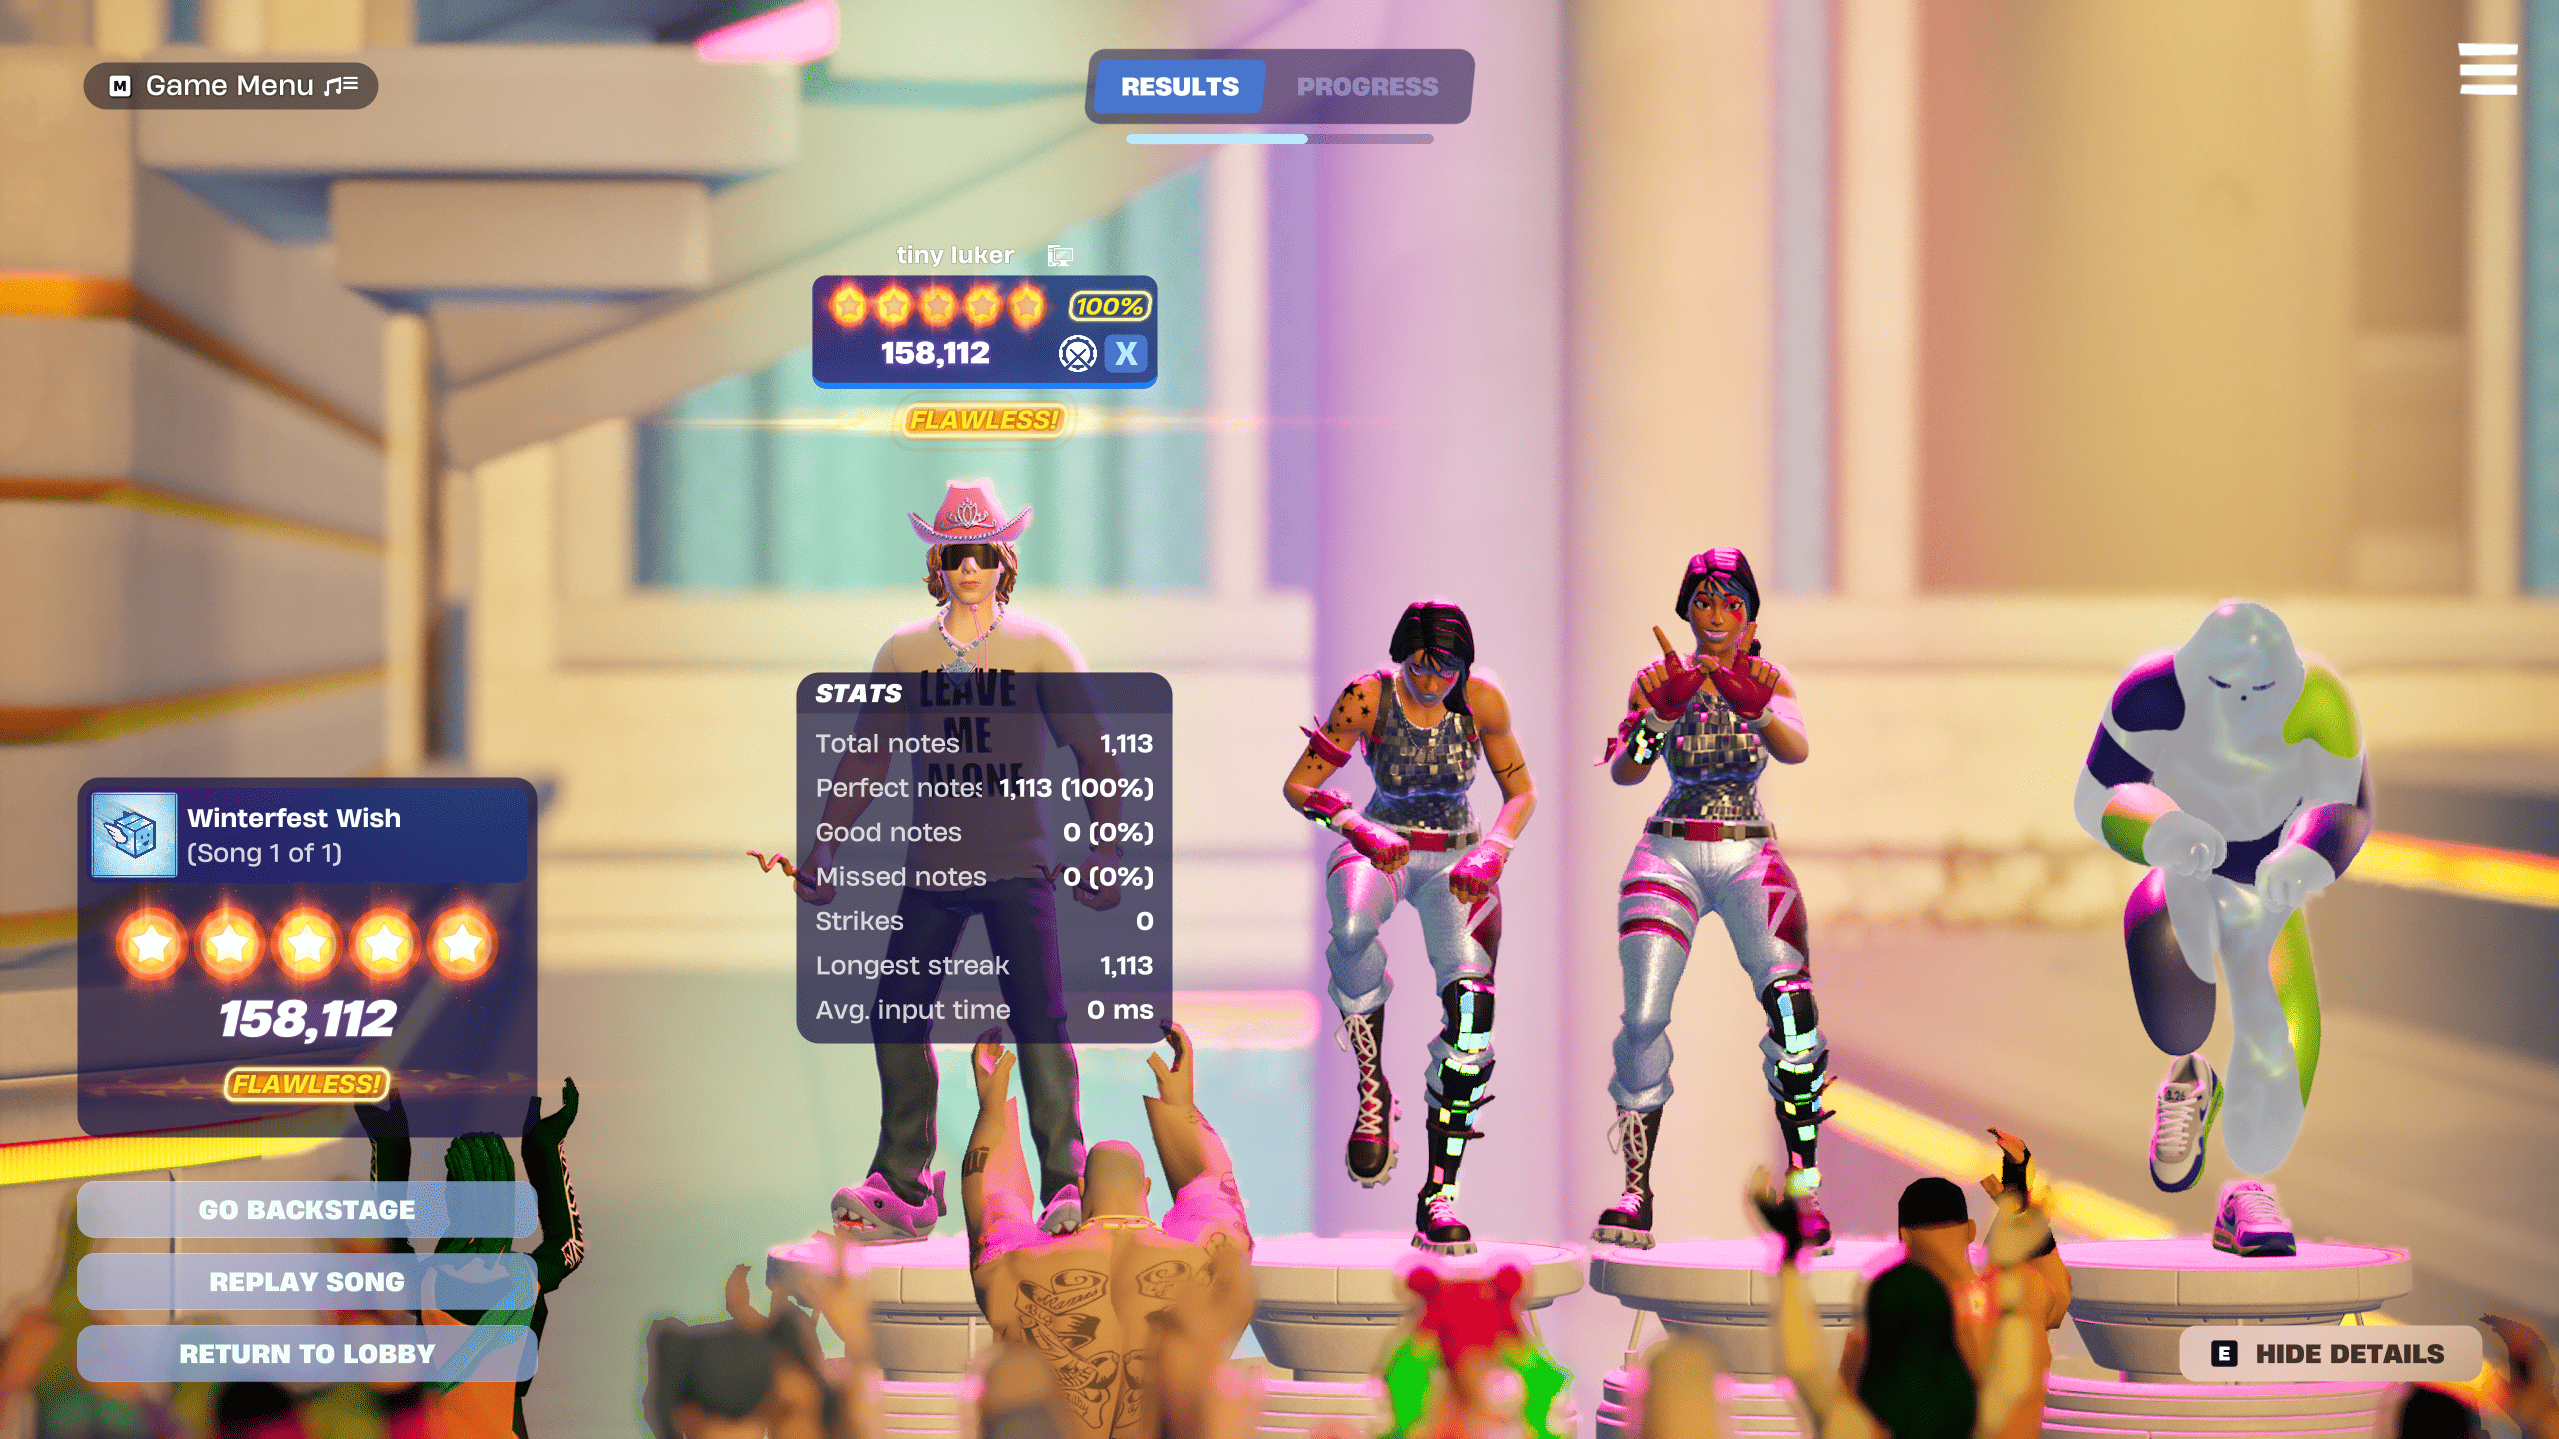 M Game Menu
RESULTS PROGRESS
tiny luker
100%
158,112
X
FLAWLESS!
LEAVE
ME
ALONE
STATS
Total notes 1,113
Perfect notes 1,113 (100%)
Good notes 0 (0%)
Missed notes 0 (0%)
Strikes 0
Longest streak 1,113
Avg. input time 0 ms
Winterfest Wish
(Song 1 of 1)
158,112
FLAWLESS!
GO BACKSTAGE
REPLAY SONG
RETURN TO LOBBY
E HIDE DETAILS